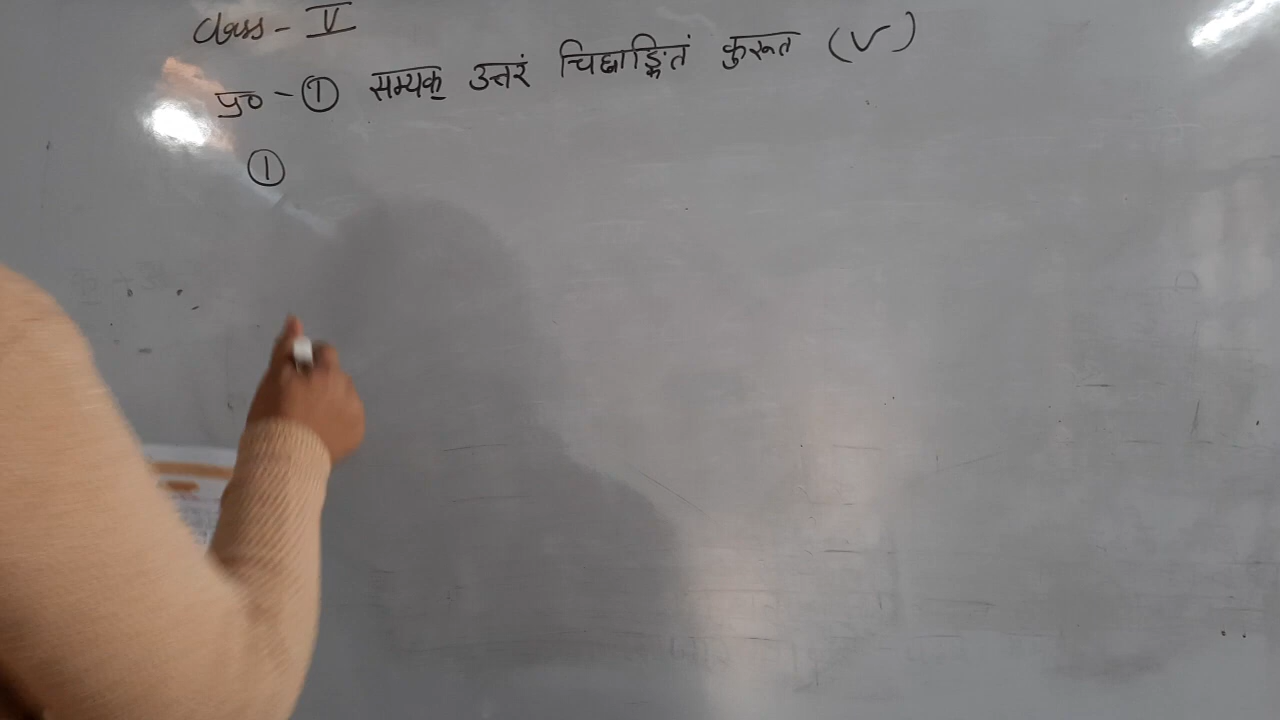 Class - V
प्र० - ① सम्यक् उत्तरं चिह्नाङ्कितं कुरूत (✓)
①